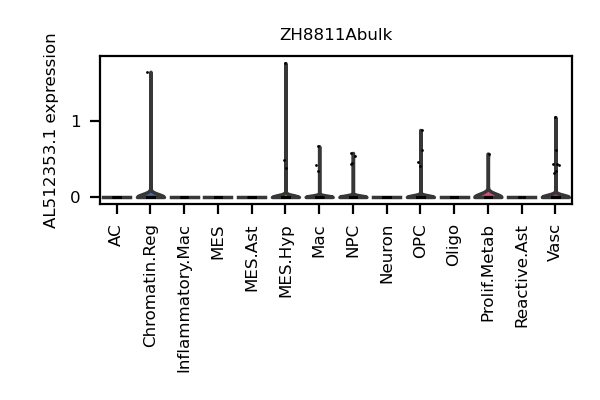 ZH8811Abulk
AL512353.1 expression
1
0
AC
Chromatin.Reg
Inflammatory.Mac
MES
MES.Ast
MES.Hyp
Mac
NPC
Neuron
OPC
Oligo
Prolif.Metab
Reactive.Ast
Vasc